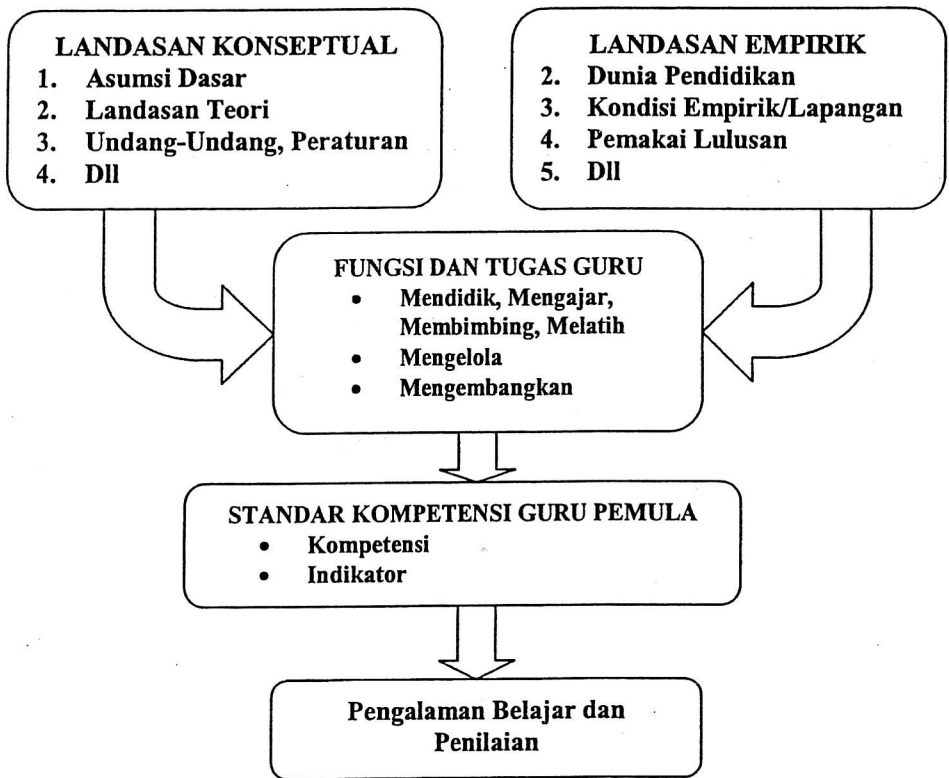 LANDASAN KONSEPTUAL
1. Asumsi Dasar
2. Landasan Teori
3. Undang-Undang, Peraturan
4. Dll
LANDASAN EMPIRIK
2. Dunia Pendidikan
3. Kondisi Empirik/Lapangan
4. Pemakai Lulusan
5. Dll
FUNGSI DAN TUGAS GURU
• Mendidik, Mengajar,
Membimbing, Melatih
• Mengelola
• Mengembangkan
STANDAR KOMPETENSI GURU PEMULA
• Kompetensi
• Indikator
Pengalaman Belajar dan
Penilaian